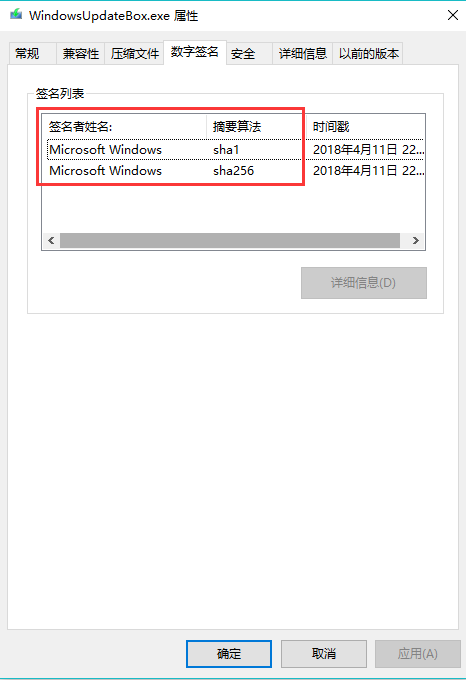 WindowsUpdateBox.exe 属性
常规 兼容性 压缩文件 数字签名 安全 详细信息 以前的版本
签名列表
签名者姓名: 摘要算法 时间戳
Microsoft Windows sha1 2018年4月11日 22...
Microsoft Windows sha256 2018年4月11日 22...
详细信息(D)
确定 取消 应用(A)